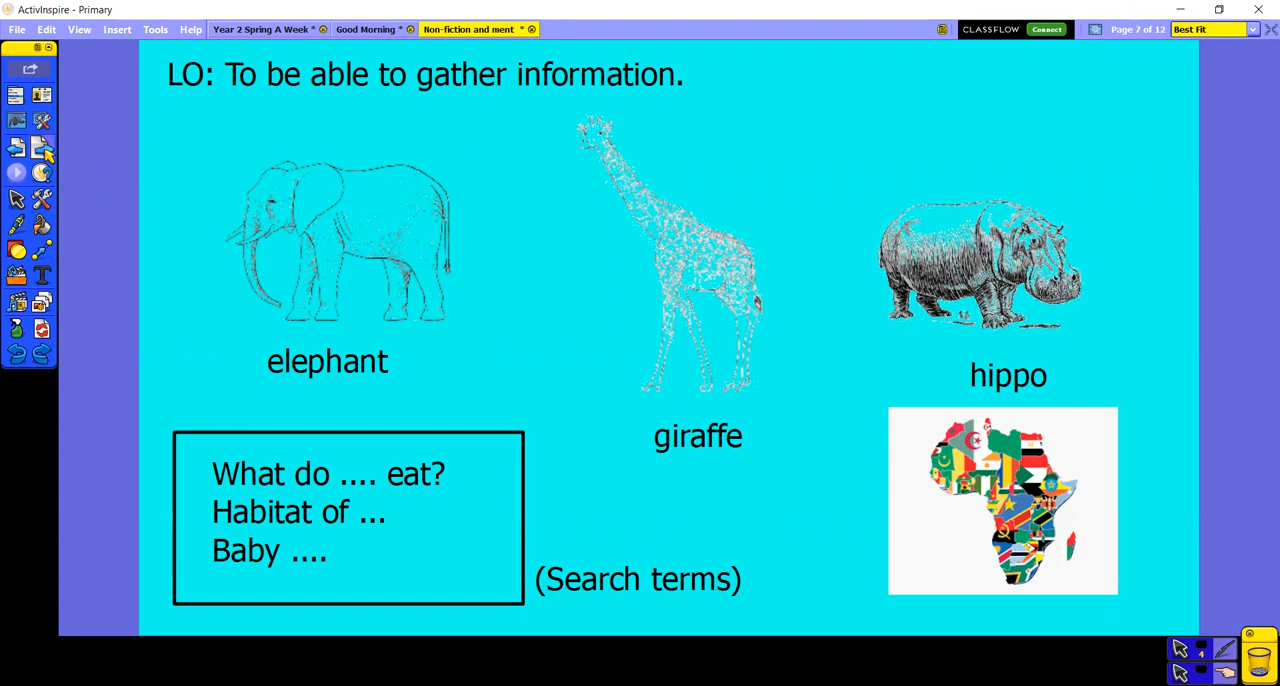 ActivInspire - Primary
File Edit View Insert Tools Help
Year 2 Spring A Week * Good Morning * Non-fiction and ment *
CLASSFLOW Connect Page 7 of 12 Best Fit
LO: To be able to gather information.
elephant
giraffe
hippo
What do .... eat?
Habitat of ...
Baby ....
(Search terms)
4